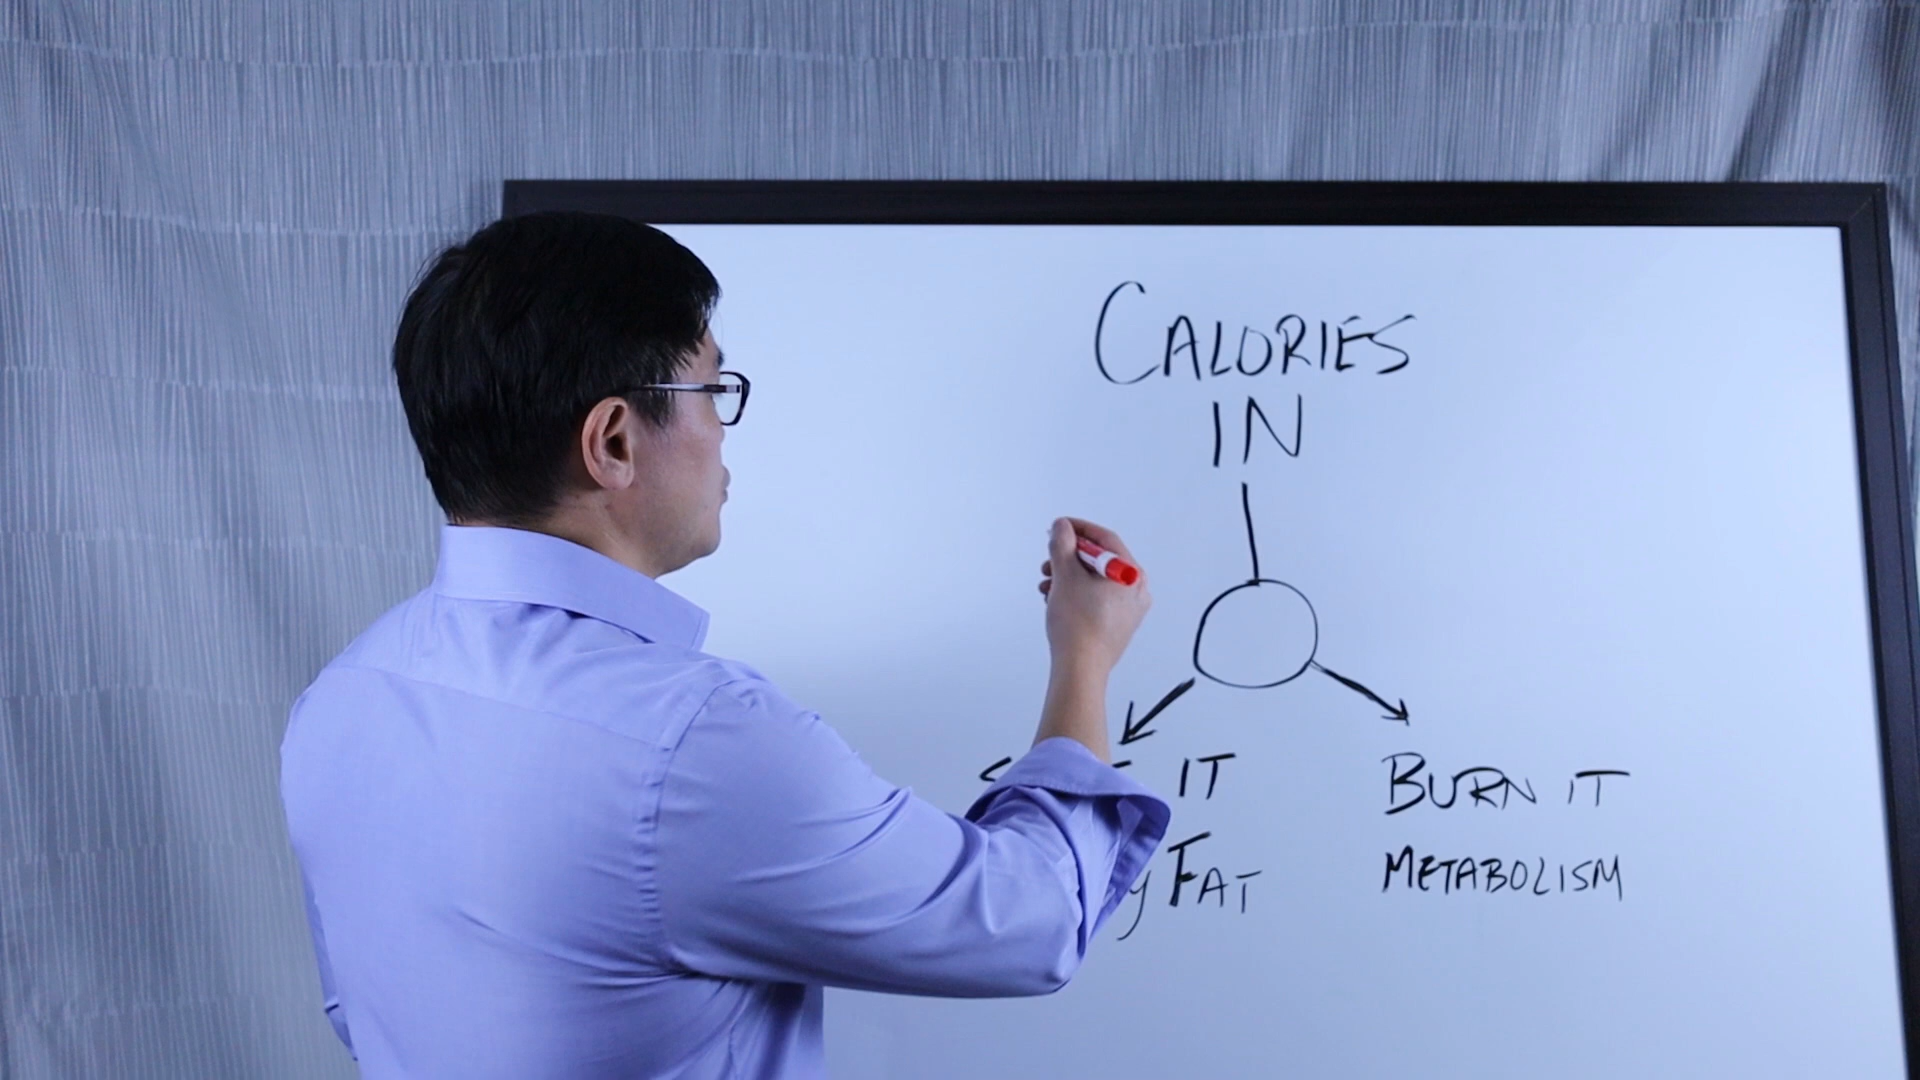 CALORIES
IN
IT
BURN IT
FAT
METABOLISM